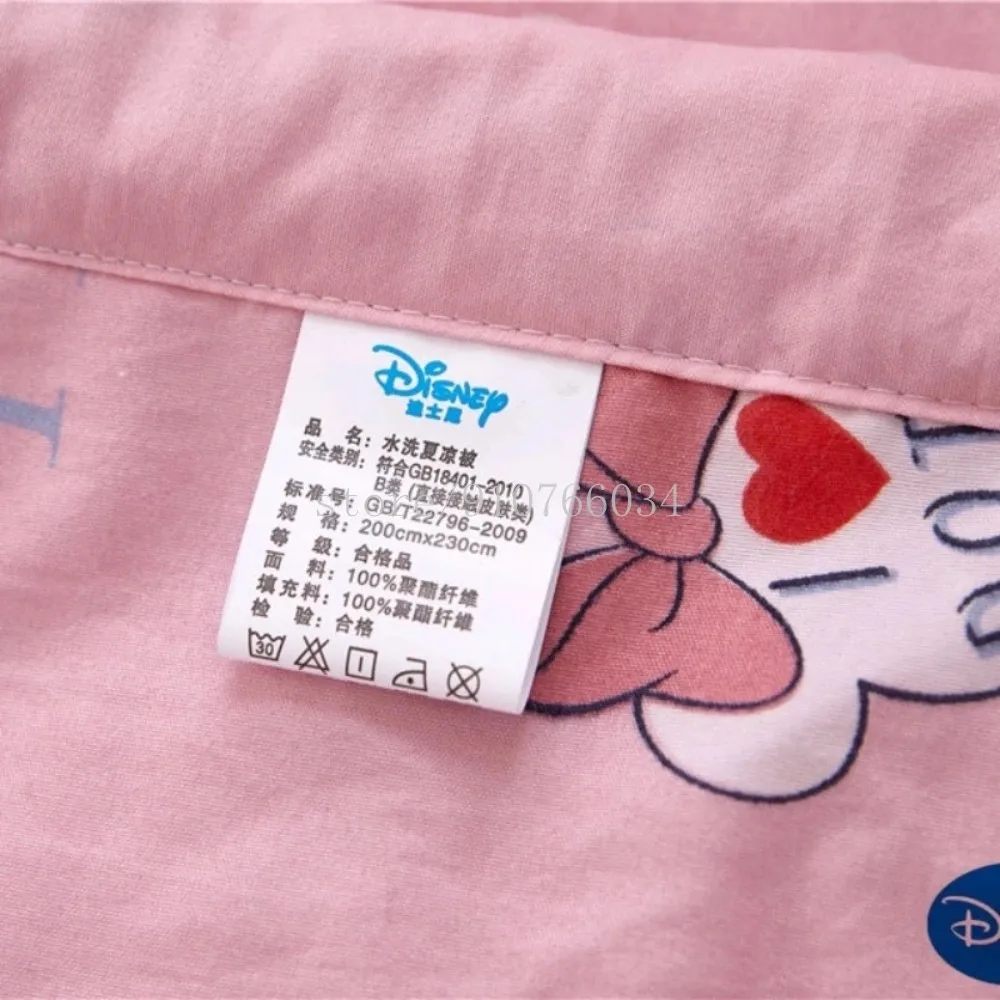 Disney
迪士尼
品 名：水洗夏凉被
安全类别：符合GB18401-2010
B类 (直接接触皮肤类)
标准号：GB/T22796-2009
规 格：200cmx230cm
等 级：合格品
面 料：100%聚酯纤维
填充料：100%聚酯纤维
检 验：合格
30